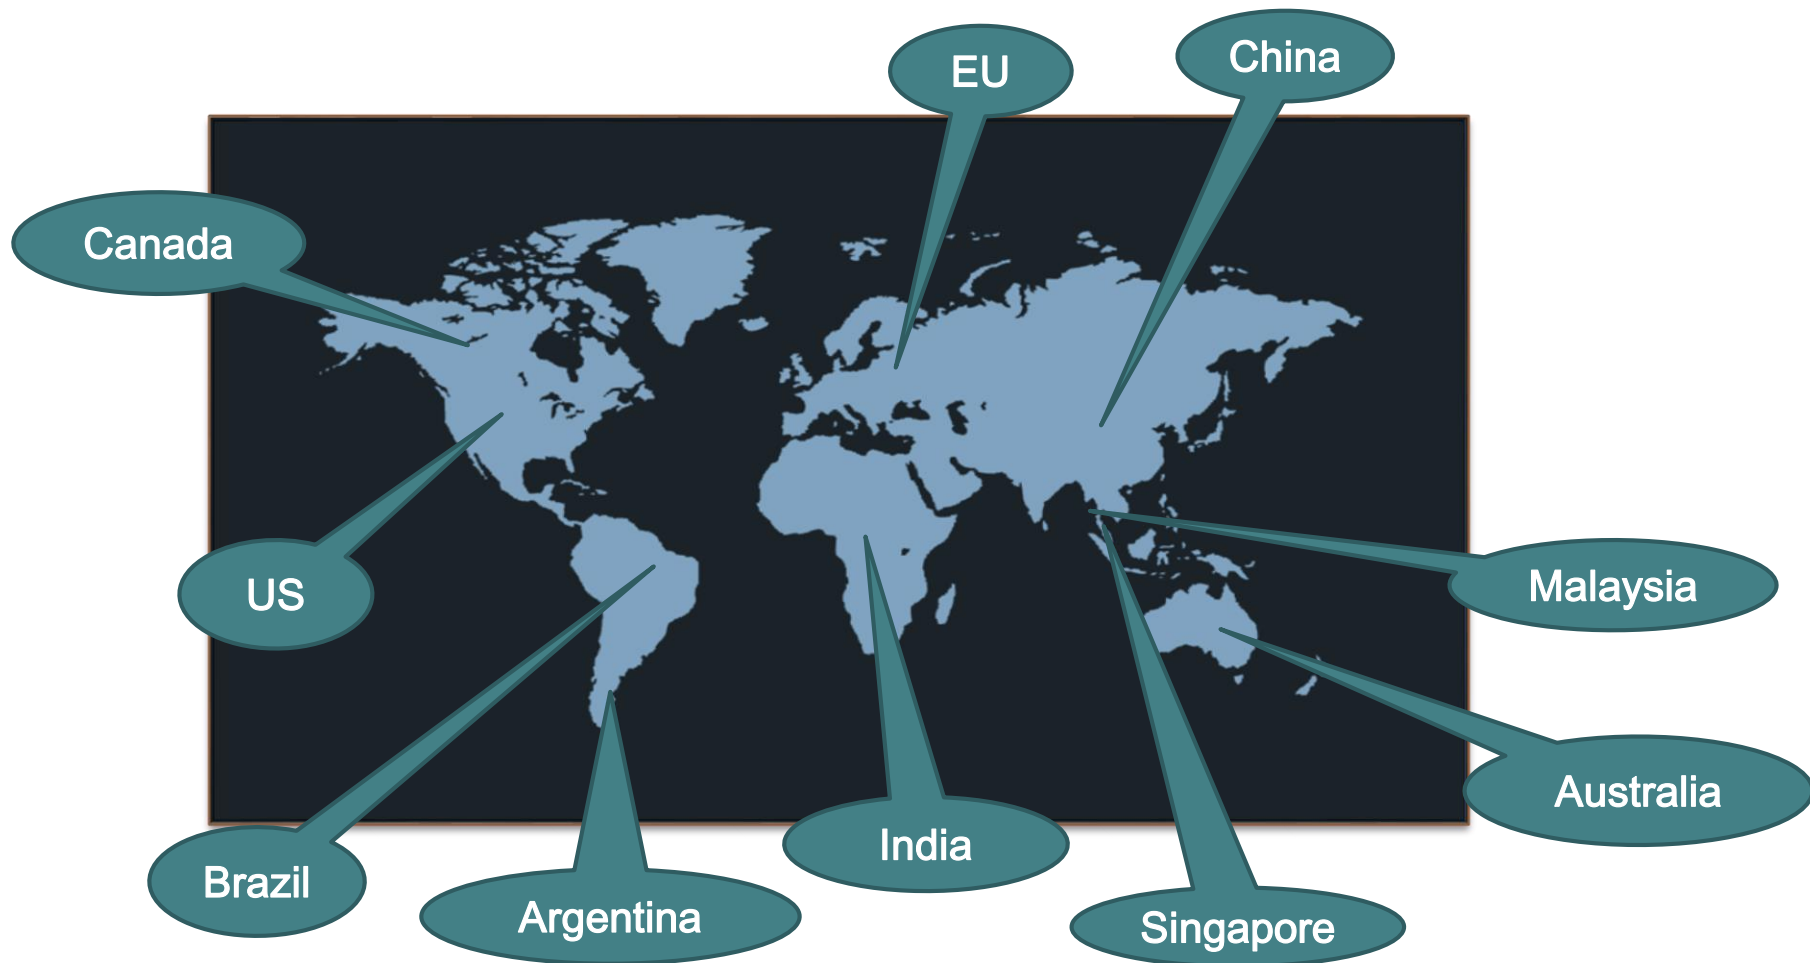 EU
China
Canada
US
Malaysia
Australia
India
Brazil
Argentina
Singapore